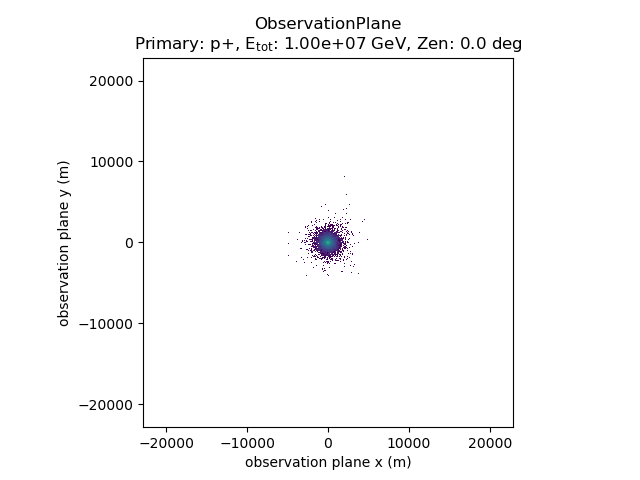 ObservationPlane
Primary: p+, E_tot: 1.00e+07 GeV, Zen: 0.0 deg
20000
10000
0
−10000
−20000
observation plane y (m)
−20000 −10000 0 10000 20000
observation plane x (m)